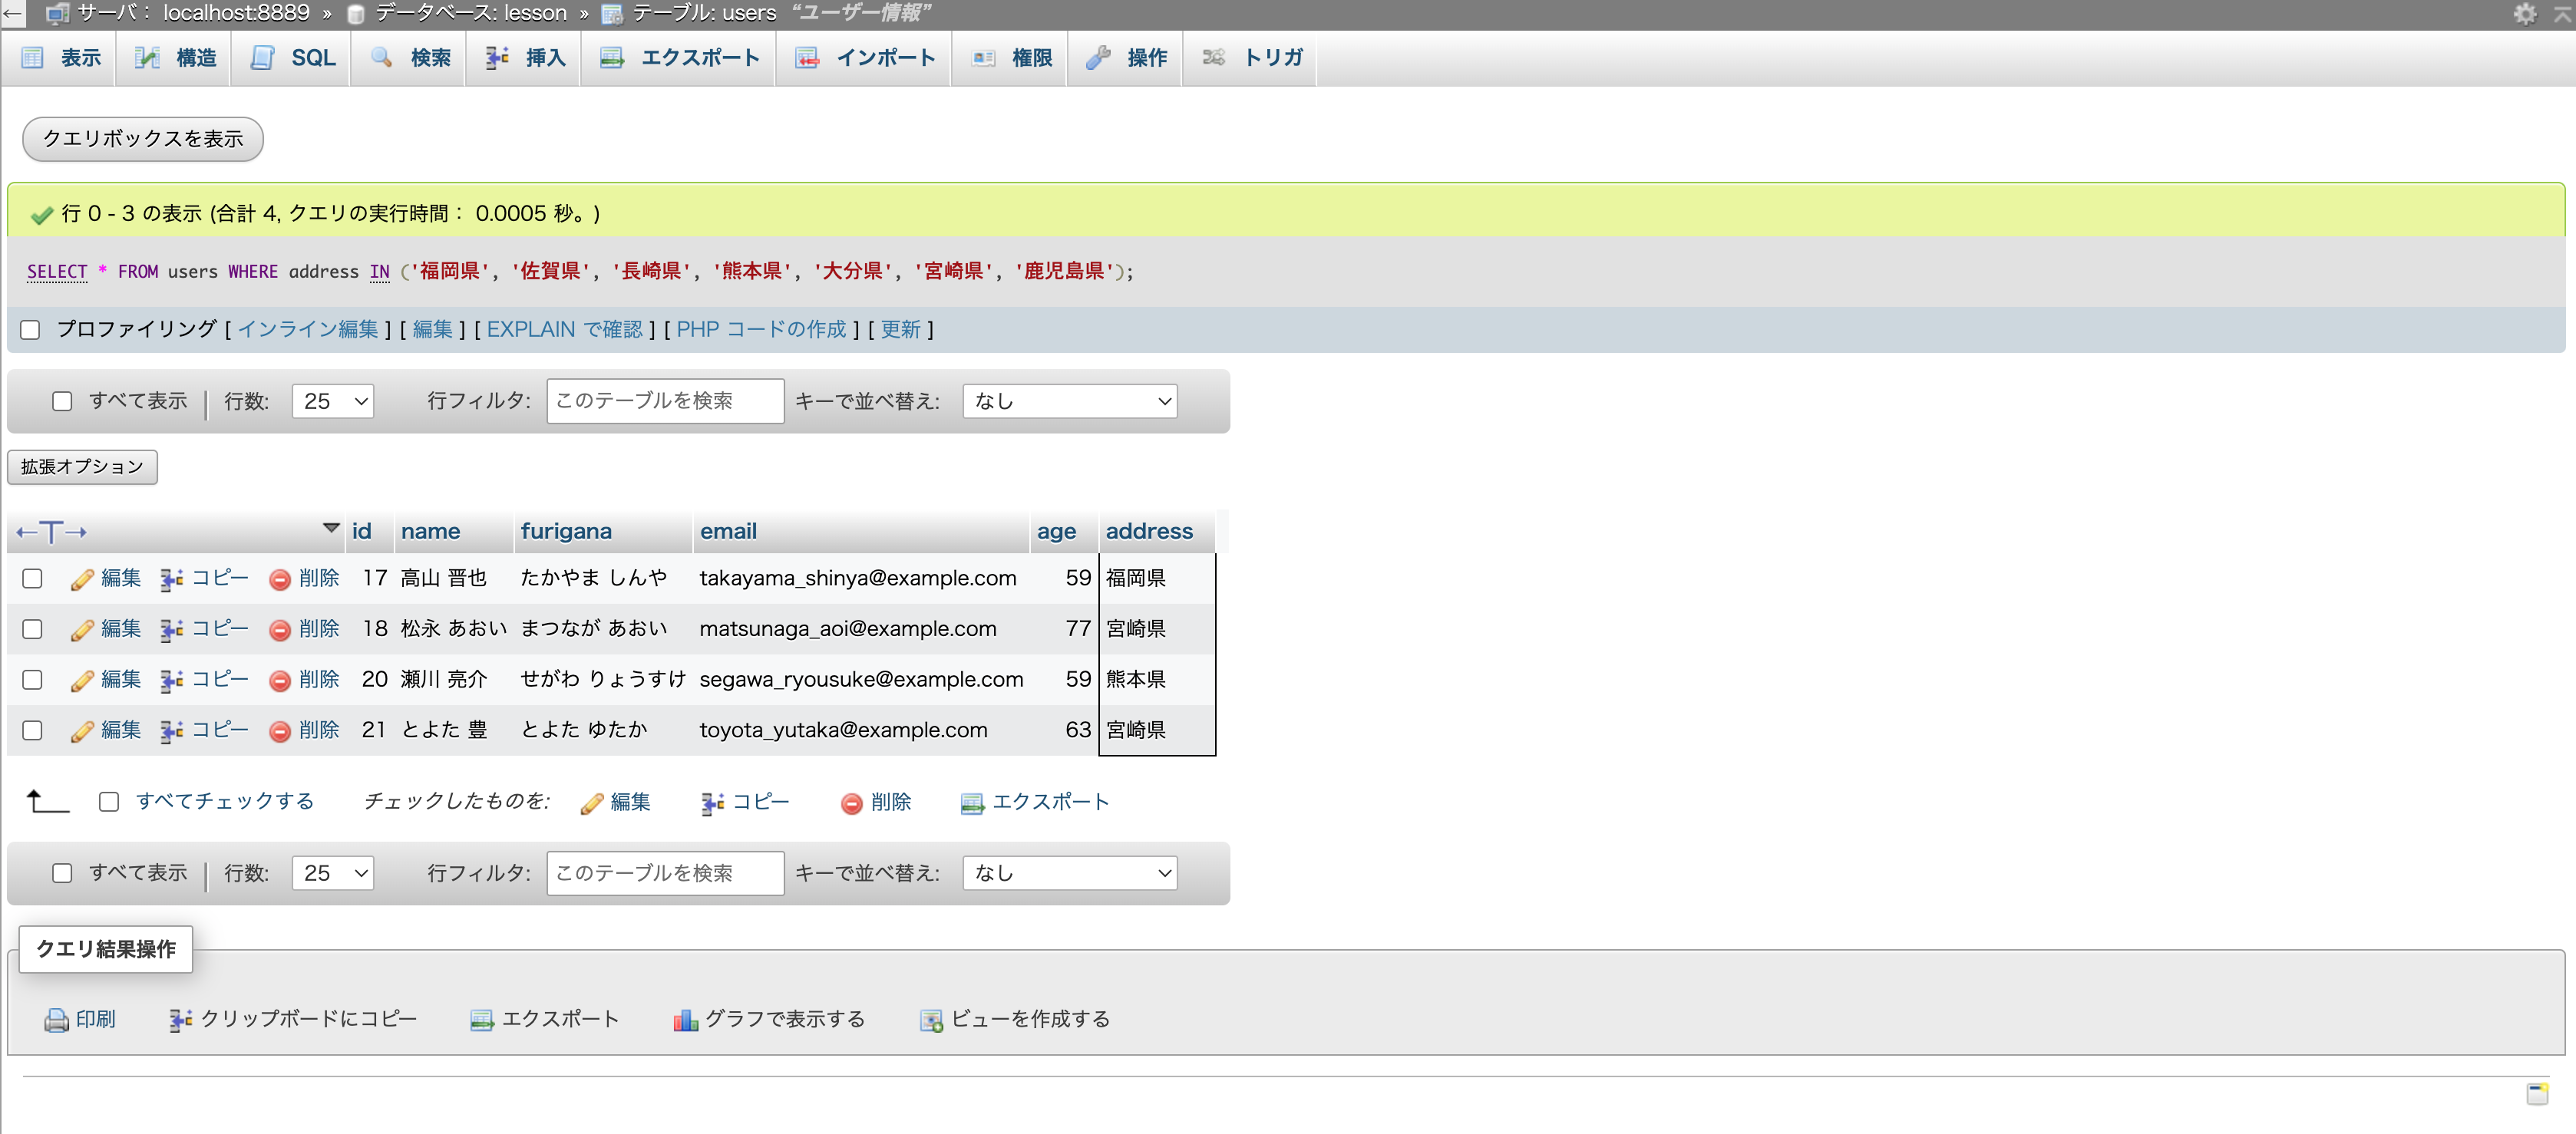 サーバ： localhost:8889 » データベース: lesson » テーブル: users “ユーザー情報”
表示 構造 SQL 検索 挿入 エクスポート インポート 権限 操作 トリガ
クエリボックスを表示
行 0 - 3 の表示 (合計 4, クエリの実行時間： 0.0005 秒。)
SELECT * FROM users WHERE address IN ('福岡県', '佐賀県', '長崎県', '熊本県', '大分県', '宮崎県', '鹿児島県');
プロファイリング [ インライン編集 ] [ 編集 ] [ EXPLAIN で確認 ] [ PHP コードの作成 ] [ 更新 ]
すべて表示 | 行数: 25 行フィルタ: このテーブルを検索 キーで並べ替え: なし
拡張オプション
←T→ id name furigana email age address
編集 コピー 削除 17 高山 晋也 たかやま しんや takayama_shinya@example.com 59 福岡県
編集 コピー 削除 18 松永 あおい まつなが あおい matsunaga_aoi@example.com 77 宮崎県
編集 コピー 削除 20 瀬川 亮介 せがわ りょうすけ segawa_ryousuke@example.com 59 熊本県
編集 コピー 削除 21 とよた 豊 とよた ゆたか toyota_yutaka@example.com 63 宮崎県
すべてチェックする チェックしたものを: 編集 コピー 削除 エクスポート
すべて表示 | 行数: 25 行フィルタ: このテーブルを検索 キーで並べ替え: なし
クエリ結果操作
印刷 クリップボードにコピー エクスポート グラフで表示する ビューを作成する